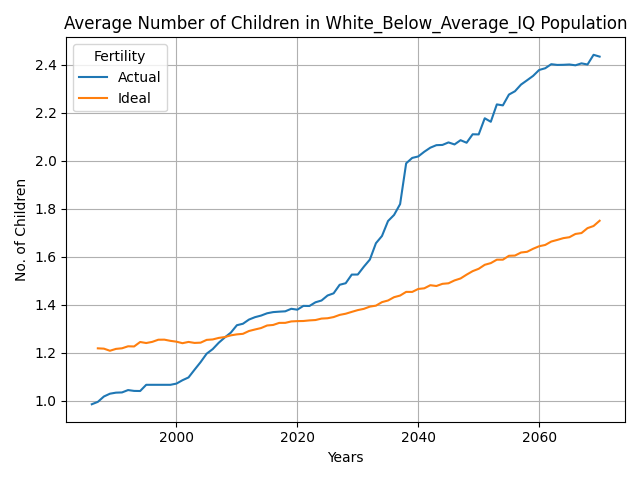 Average Number of Children in White_Below_Average_IQ Population
Fertility
Actual
Ideal
No. of Children
2.4
2.2
2.0
1.8
1.6
1.4
1.2
1.0
2000 2020 2040 2060
Years